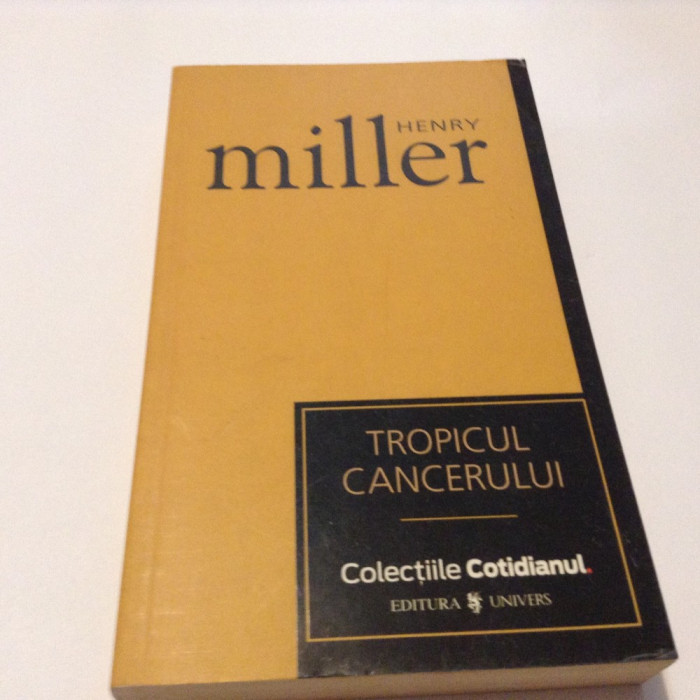 HENRY
miller
TROPICUL
CANCERULUI
Colecțiile Cotidianul.
EDITURA UNIVERS